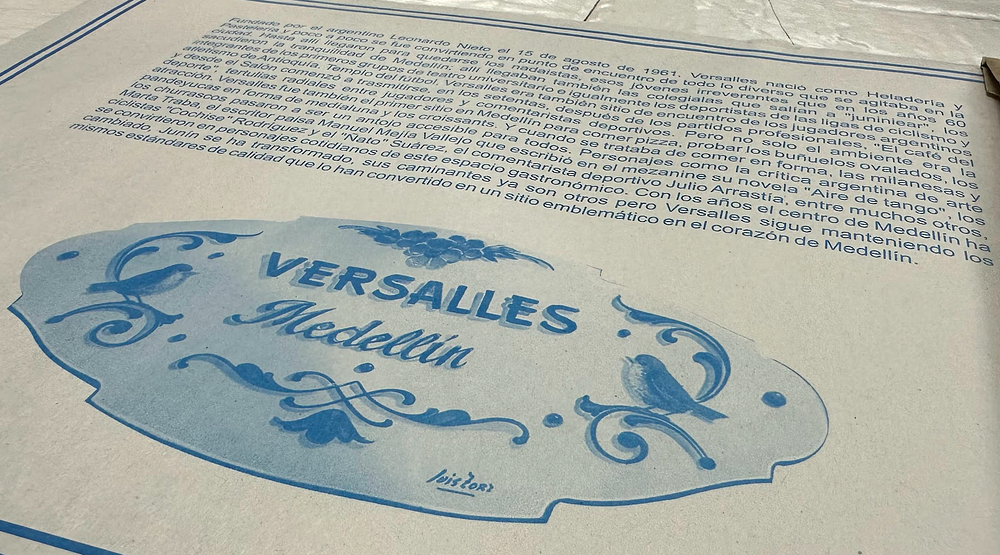 Fundado por el argentino Leonardo Nieto el 15 de agosto de 1961, Versalles nació como Heladería y
Pastelería y poco a poco se fue convirtiendo en punto de encuentro de todo lo diverso que se agitaba en la
ciudad. Hasta allí llegaron para quedarse los nadaístas, esos jóvenes irreverentes que en los años
sacudieron la tranquilidad de Medellín; allí llegaban también las colegialas que salían a "juniniar", los
integrantes de los primeros grupos de teatro universitario e igualmente los deportistas de las del ciclismo y
Antioquia. Templo del fútbol, Versalles era también sitio de encuentro de los jugadores argentinos y
desde el Salón comenzó a trasmitirse, en los setentas, después de los partidos profesionales, "El café del
deporte", tertulias radiales entre jugadores y comentaristas deportivos. Pero no solo el ambiente era la
atracción. Versalles fue también el primer sitio en Medellín para comer pizza, probar los buñuelos ovalados, los
pandeyucas en forma de medialuna y los croissants. Y cuando se trataba de comer en forma, las milanesas y
los churrascos pasaron a ser un antojo accesible para todos. Personajes como la crítica argentina de arte
Marta Traba, el escritor paisa Manuel Mejía Vallejo que escribió en el mezanine su novela "Aire de tango", los
ciclistas "Cochise" Rodríguez y el "Ñato" Suárez, el comentarista deportivo Julio Arrastía, entre muchos otros,
se convirtieron en personajes cotidianos de este espacio gastronómico. Con los años el centro de Medellín ha
cambiado, Junín se ha transformado, sus caminantes ya son otros pero Versalles sigue manteniendo los
mismos estándares de calidad que lo han convertido en un sitio emblemático en el corazón de Medellín.
VERSALLES
Medellín